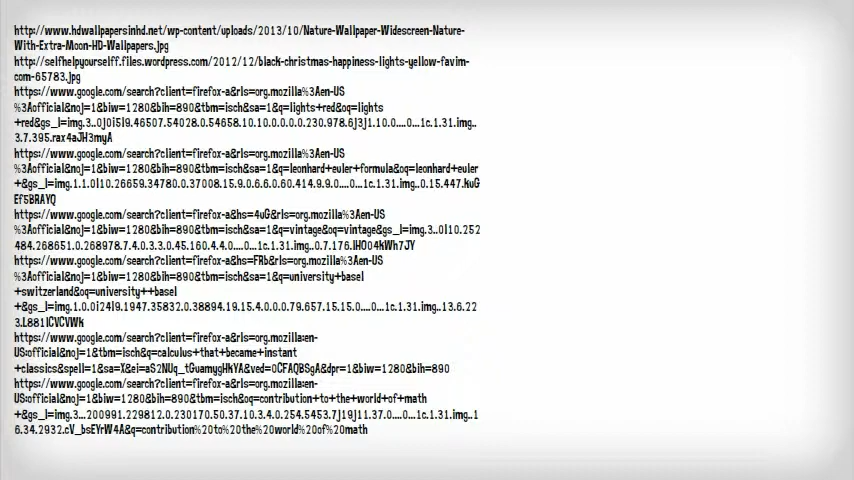 http://www.hdwallpapersinhd.net/wp-content/uploads/2013/10/Nature-Wallpaper-Widescreen-Nature-
With-Extra-Moon-HD-Wallpapers.jpg
http://selfhelpyourselff.files.wordpress.com/2012/12/black-christmas-happiness-lights-yellow-favim-
com-65783.jpg
https://www.google.com/search?client=firefox-a&rls=org.mozilla%3Aen-US
%3Aofficial&noj=1&biw=1280&bih=890&tbm=isch&sa=1&q=lights+red&oq=lights
+red&gs_l=img.3..0j0i5l9.46507.54028.0.54658.10.10.0.0.0.0.230.978.6j3j1.10.0....0...1c.1.31.img..
3.7.395.rax4aJH3myA
https://www.google.com/search?client=firefox-a&rls=org.mozilla%3Aen-US
%3Aofficial&noj=1&biw=1280&bih=890&tbm=isch&sa=1&q=leonhard+euler+formula&oq=leonhard+euler
+&gs_l=img.1.1.0l10.26659.34780.0.37008.15.9.0.6.6.0.60.414.9.9.0....0...1c.1.31.img..0.15.447.kuG
Ef5BRAYQ
https://www.google.com/search?client=firefox-a&hs=4uG&rls=org.mozilla%3Aen-US
%3Aofficial&noj=1&biw=1280&bih=890&tbm=isch&sa=1&q=vintage&oq=vintage&gs_l=img.3..0l10.252
484.268651.0.268978.7.4.0.3.3.0.45.160.4.4.0....0...1c.1.31.img..0.7.176.IHO04kWh7JY
https://www.google.com/search?client=firefox-a&hs=FRb&rls=org.mozilla%3Aen-US
%3Aofficial&noj=1&biw=1280&bih=890&tbm=isch&sa=1&q=university+basel
+switzerland&oq=university++basel
+&gs_l=img.1.0.0i24l9.1947.35832.0.38894.19.15.4.0.0.0.79.657.15.15.0....0...1c.1.31.img..13.6.22
3.L881ICVCVWk
https://www.google.com/search?client=firefox-a&rls=org.mozilla:en-
US:official&noj=1&tbm=isch&q=calculus+that+became+instant
+classics&spell=1&sa=X&ei=aS2NUq_tGuamygHkYA&ved=0CFAQBSgA&dpr=1&biw=1280&bih=890
https://www.google.com/search?client=firefox-a&rls=org.mozilla:en-
US:official&noj=1&biw=1280&bih=890&tbm=isch&oq=contribution+to+the+world+of+math
+&gs_l=img.3...200991.229812.0.230170.50.37.10.3.4.0.254.5453.7j19j11.37.0....0...1c.1.31.img..1
6.34.2932.cV_bsEYrW4A&q=contribution%20to%20the%20world%20of%20math